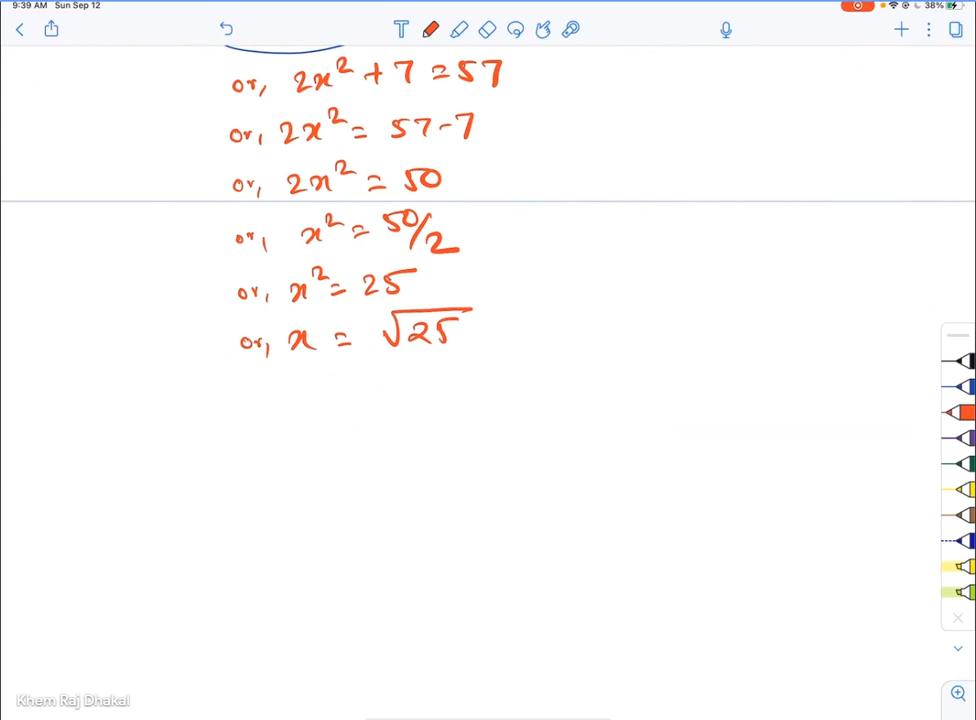 9:39 AM Sun Sep 12
38%
or, 2x² + 7 = 57
or, 2x² = 57 - 7
or, 2x² = 50
or, x² = 50/2
or, x² = 25
or, x = √25
Khem Raj Dhakal